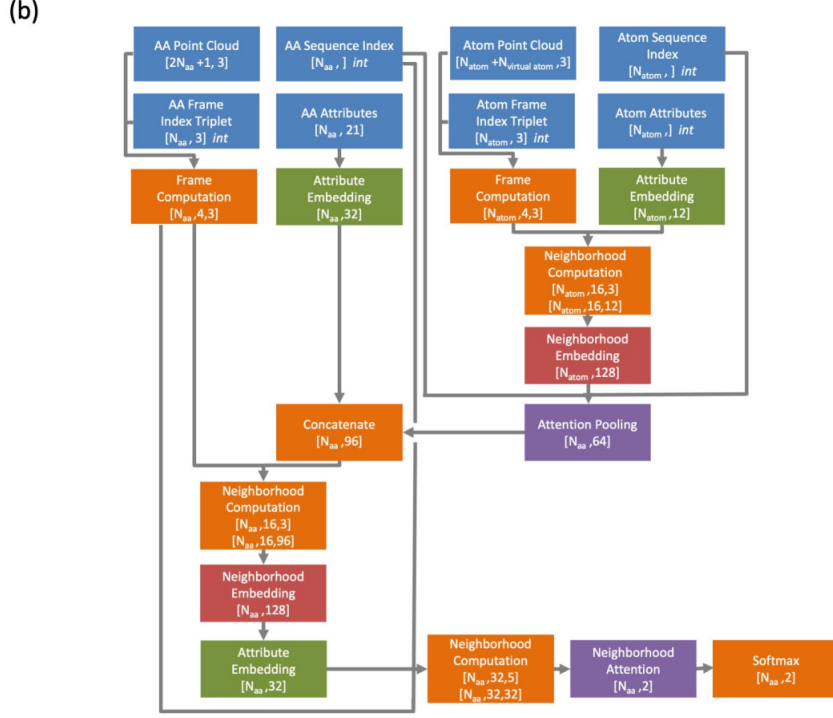 (b)
AA Point Cloud
[2Naa +1, 3]
AA Sequence Index
[Naa, ] int
Atom Point Cloud
[Natom +Nvirtual atom ,3]
Atom Sequence
Index
[Natom, ] int
AA Frame
Index Triplet
[Naa, 3] int
AA Attributes
[Naa , 21]
Atom Frame
Index Triplet
[Natom, 3] int
Atom Attributes
[Natom,] int
Frame
Computation
[Naa ,4,3]
Attribute
Embedding
[Naa ,32]
Frame
Computation
[Natom ,4,3]
Attribute
Embedding
[Natom ,12]
Neighborhood
Computation
[Natom ,16,3]
[Natom ,16,12]
Neighborhood
Embedding
[Natom ,128]
Concatenate
[Naa ,96]
Attention Pooling
[Naa ,64]
Neighborhood
Computation
[Naa ,16,3]
[Naa ,16,96]
Neighborhood
Embedding
[Naa ,128]
Attribute
Embedding
[Naa ,32]
Neighborhood
Computation
[Naa ,32,5]
[Naa ,32,32]
Neighborhood
Attention
[Naa ,2]
Softmax
[Naa ,2]